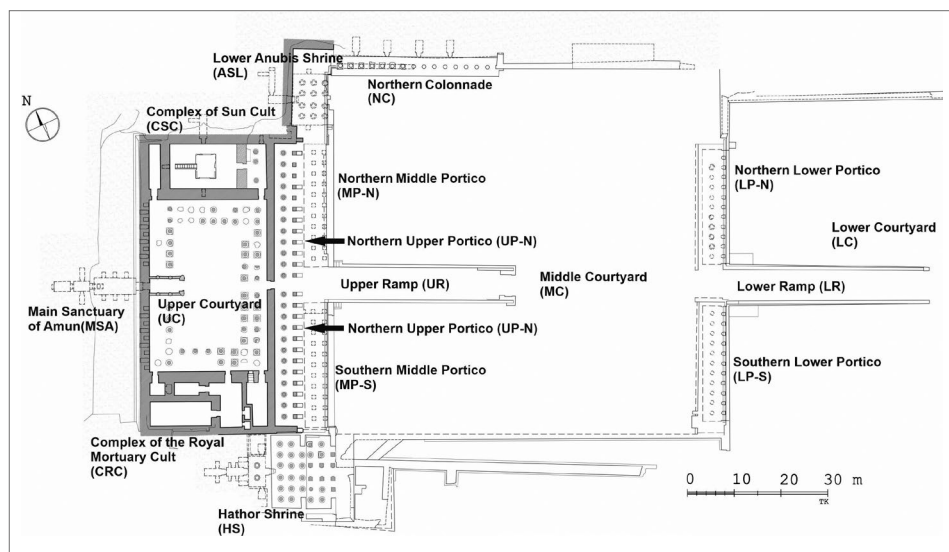 Lower Anubis Shrine
(ASL)
Northern Colonnade
(NC)
N
Complex of Sun Cult
(CSC)
Northern Middle Portico
(MP-N)
Northern Lower Portico
(LP-N)
Northern Upper Portico (UP-N)
Lower Courtyard
(LC)
Upper Ramp (UR)
Middle Courtyard
(MC)
Lower Ramp (LR)
Main Sanctuary
of Amun(MSA)
Upper Courtyard
(UC)
Northern Upper Portico (UP-N)
Southern Middle Portico
(MP-S)
Southern Lower Portico
(LP-S)
Complex of the Royal
Mortuary Cult
(CRC)
Hathor Shrine
(HS)
0 10 20 30 m
TK